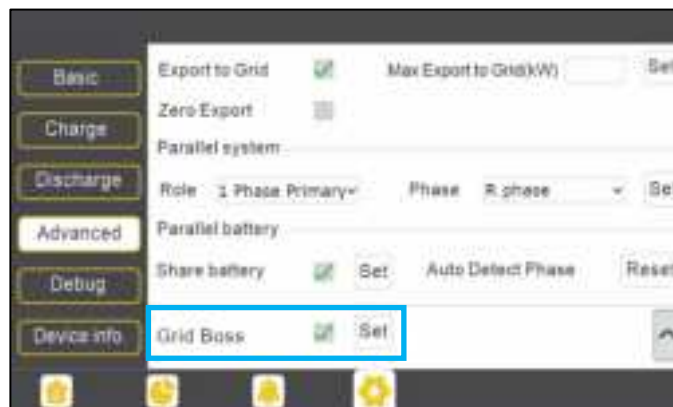 Basic
Charge
Discharge
Advanced
Debug
Device info
Export to Grid Max Export to Grid(kW) Set
Zero Export
Parallel system
Role 1 Phase Primary Phase R phase Set
Parallel battery
Share battery Set Auto Detect Phase Reset
Grid Boss Set